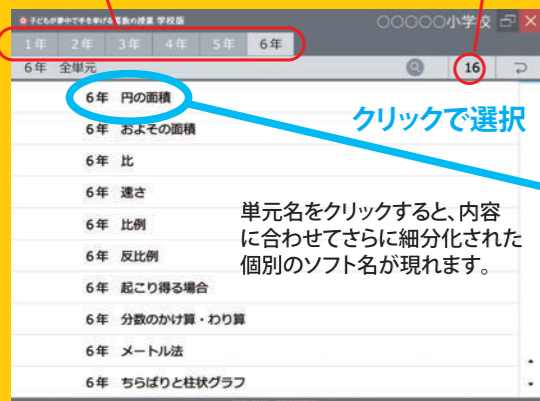 子どもが夢中で手を挙げる算数の授業 学校版
○○○○○小学校
1年 2年 3年 4年 5年 6年
6年 全単元
16
6年 円の面積
6年 およその面積
6年 比
6年 速さ
6年 比例
6年 反比例
6年 起こり得る場合
6年 分数のかけ算・わり算
6年 メートル法
6年 ちらばりと柱状グラフ
クリックで選択
単元名をクリックすると、内容
に合わせてさらに細分化された
個別のソフト名が現れます。